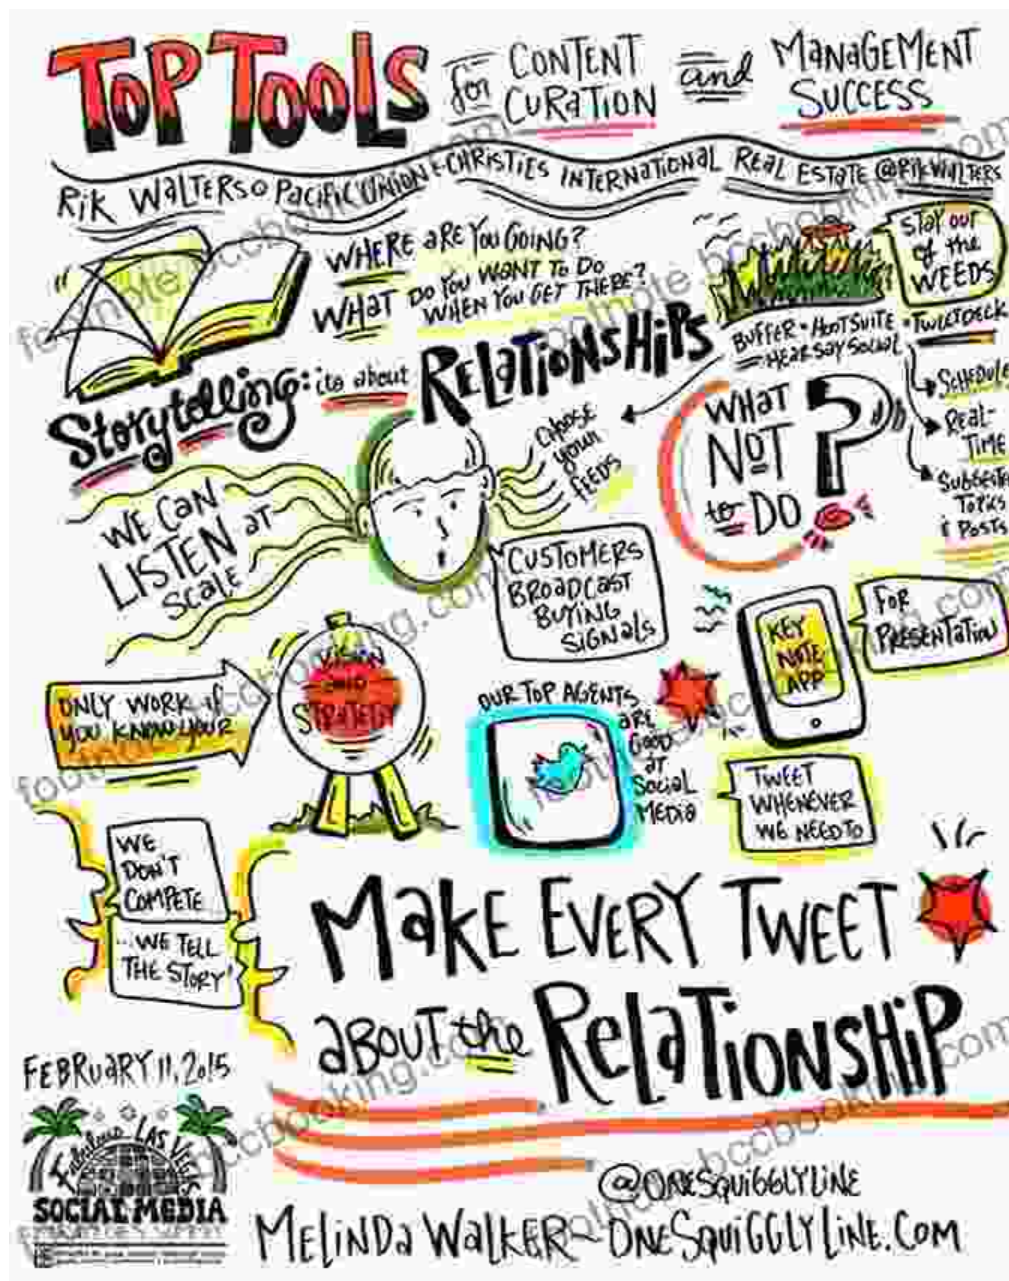 TOP TOOLS for CONTENT CURATION and MANAGEMENT SUCCESS
RIK WALTERS @ PACIFIC UNION & CHRISTIES INTERNATIONAL REAL ESTATE @RIKWALTERS
WHERE ARE YOU GOING?
WHAT DO YOU WANT TO DO
WHEN YOU GET THERE?
STAY OUT
of the
WEEDS
BUFFER • HOOTSUITE • TWEETDECK
HEARSAY SOCIAL
SCHEDULE
REAL-
TIME
SUGGESTED
TOPICS
& POSTS
Storytelling: its about RELATIONSHIPS
CHOOSE
your
FEEDS
WHAT
NOT
to DO ?
WE CAN
LISTEN AT
SCALE
CUSTOMERS
BROADCAST
BUYING
SIGNALS
KEY
NOTE
APP
FOR
PRESENTATION
ONLY WORK if
YOU KNOW YOUR
VISION
AND
STRATEGY
OUR TOP AGENTS
ARE
GOOD
AT
SOCIAL
MEDIA
TWEET
WHENEVER
WE NEED TO
WE
DON'T
COMPETE
...WE TELL
THE STORY
MAKE EVERY TWEET
ABOUT the RELATIONSHIP
FEBRUARY 11, 2015
Fabulous LAS VEGAS
SOCIAL MEDIA
@ONESQUIGGLYLINE
MELINDA WALKER~ONESQUIGGLYLINE.COM